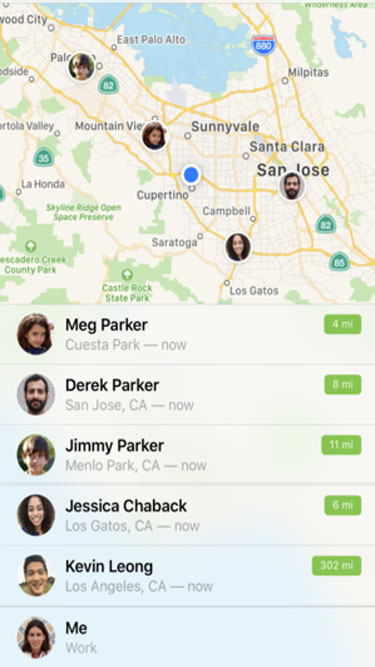 Wilderness Area
wood City
East Palo Alto
880
Palo
82
Milpitas
odside
ortola Valley
Mountain Vie
Sunnyvale
35
Santa Clara
San Jose
La Honda
Cupertino
Skyline Ridge Open
Space Preserve
Campbell
82
Saratoga
escadero Creek
County Park
85
Castle Rock
State Park
Los Gatos
Meg Parker
4 mi
Cuesta Park — now
Derek Parker
8 mi
San Jose, CA — now
Jimmy Parker
11 mi
Menlo Park, CA — now
Jessica Chaback
6 mi
Los Gatos, CA — now
Kevin Leong
302 mi
Los Angeles, CA — now
Me
Work